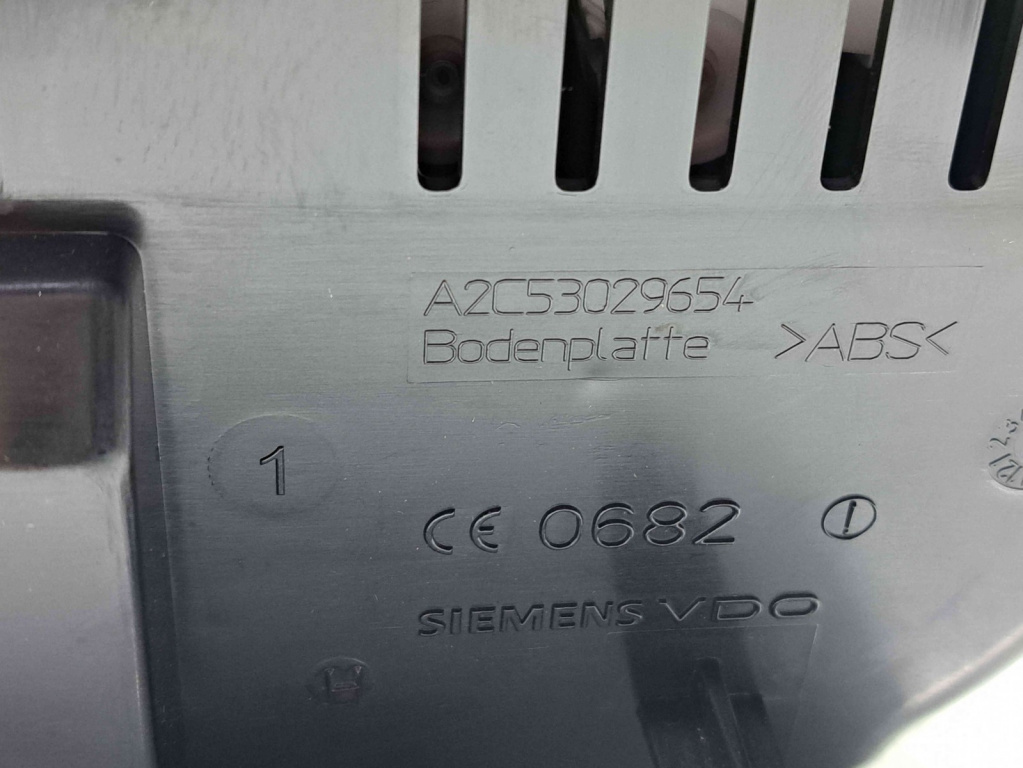 A2C53029654
Bodenplatte >ABS<
1
CE 0682 !
SIEMENS VDO